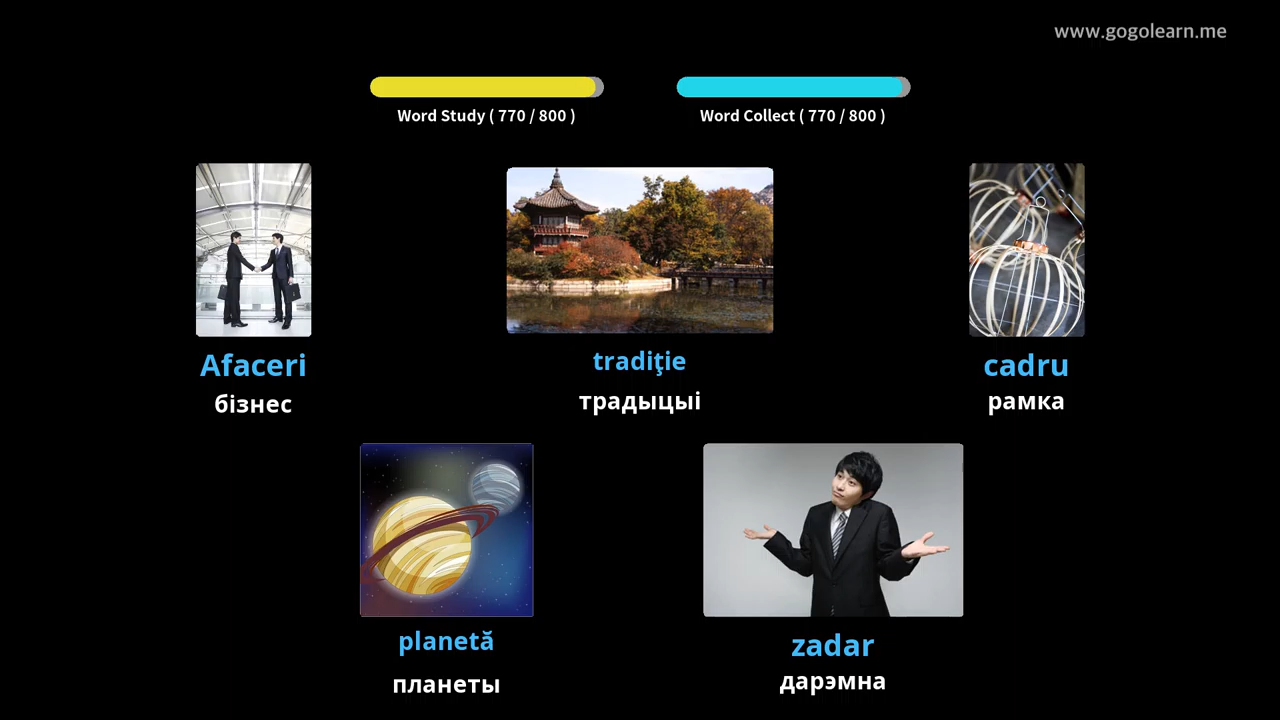 www.gogolearn.me
Word Study ( 770 / 800 )
Word Collect ( 770 / 800 )
Afaceri
бізнес
tradiţie
традыцыі
cadru
рамка
planetă
планеты
zadar
дарэмна